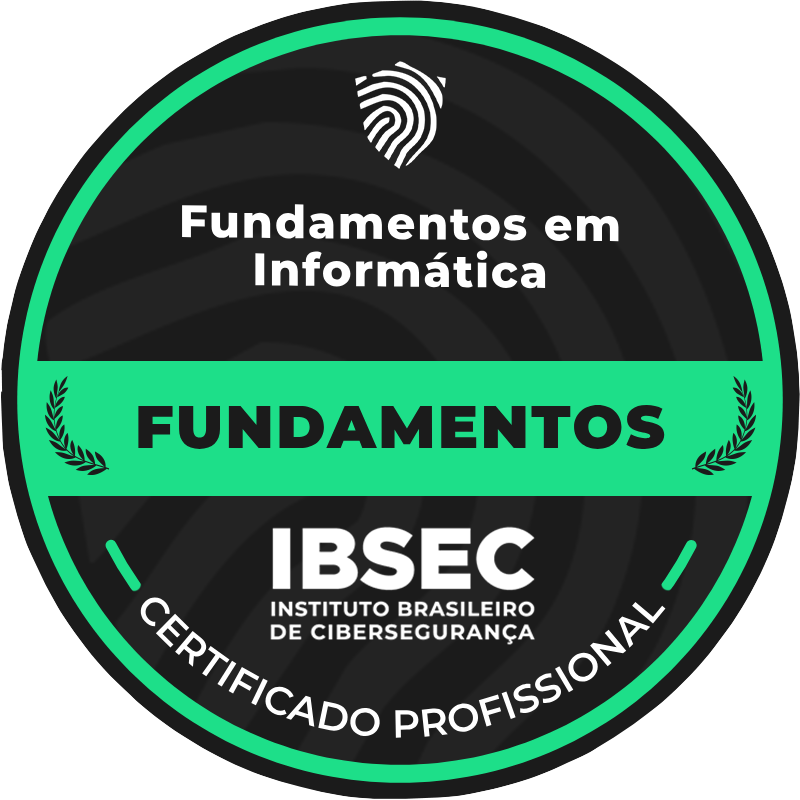 Fundamentos em
Informática
FUNDAMENTOS
IBSEC
INSTITUTO BRASILEIRO
DE CIBERSEGURANÇA
CERTIFICADO PROFISSIONAL